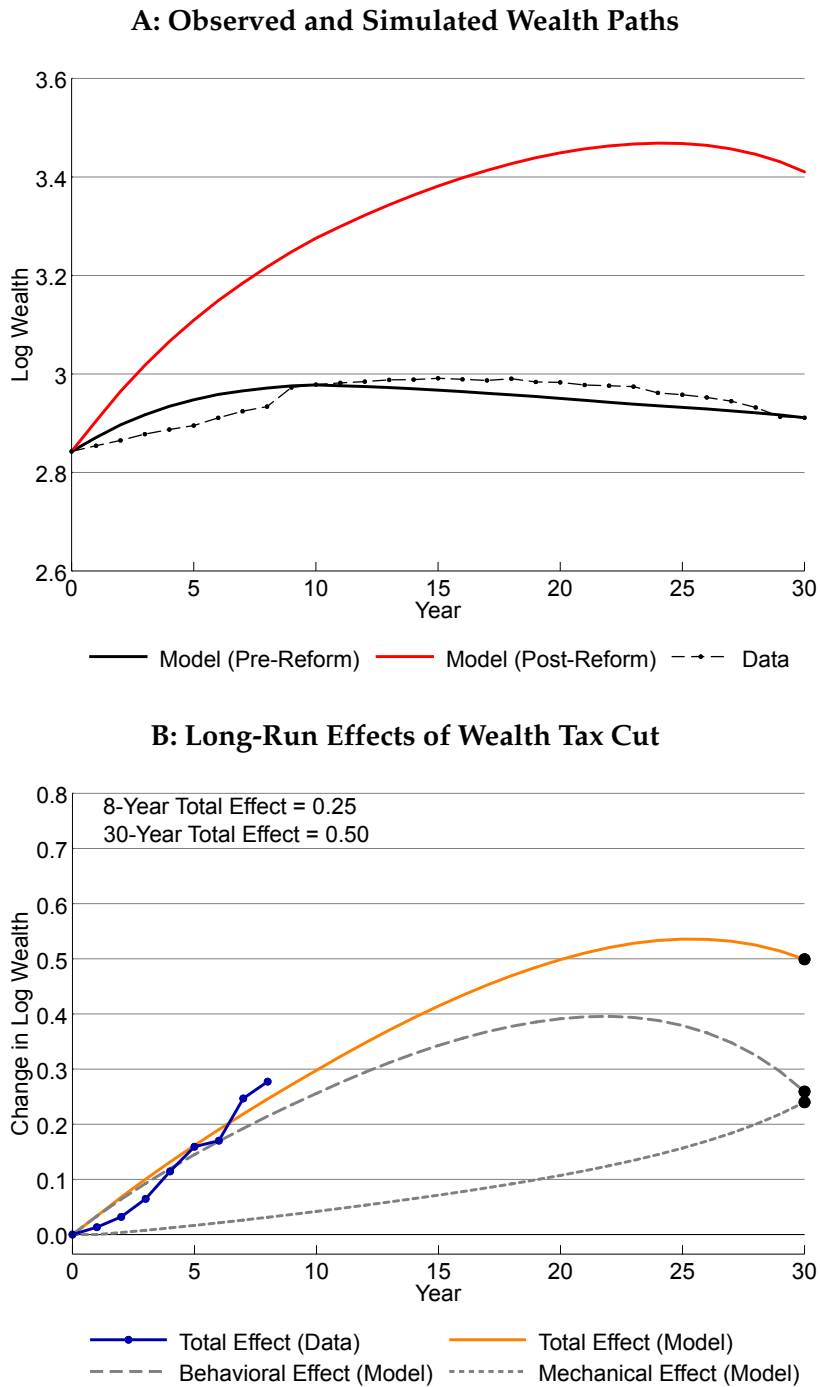 A: Observed and Simulated Wealth Paths
3.6
3.4
3.2
3
2.8
2.6
Log Wealth
0 5 10 15 20 25 30
Year
Model (Pre-Reform) Model (Post-Reform) Data
B: Long-Run Effects of Wealth Tax Cut
8-Year Total Effect = 0.25
30-Year Total Effect = 0.50
0.8
0.7
0.6
0.5
0.4
0.3
0.2
0.1
0.0
Change in Log Wealth
0 5 10 15 20 25 30
Year
Total Effect (Data) Total Effect (Model)
Behavioral Effect (Model) Mechanical Effect (Model)